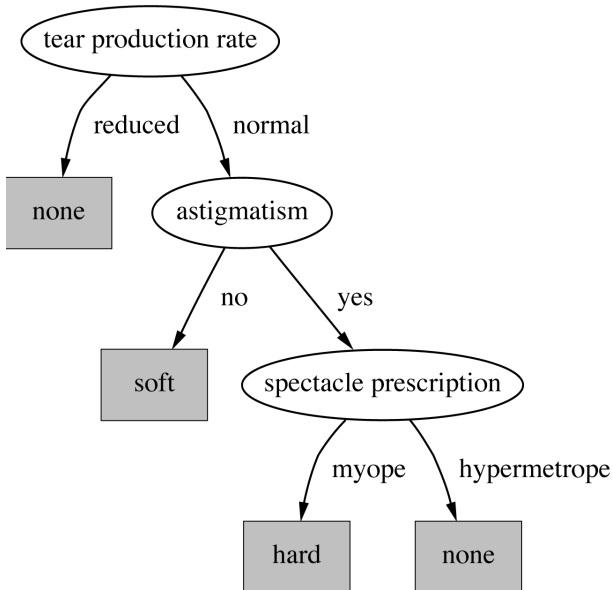 tear production rate
reduced
normal
none
astigmatism
no
yes
soft
spectacle prescription
myope
hypermetrope
hard
none